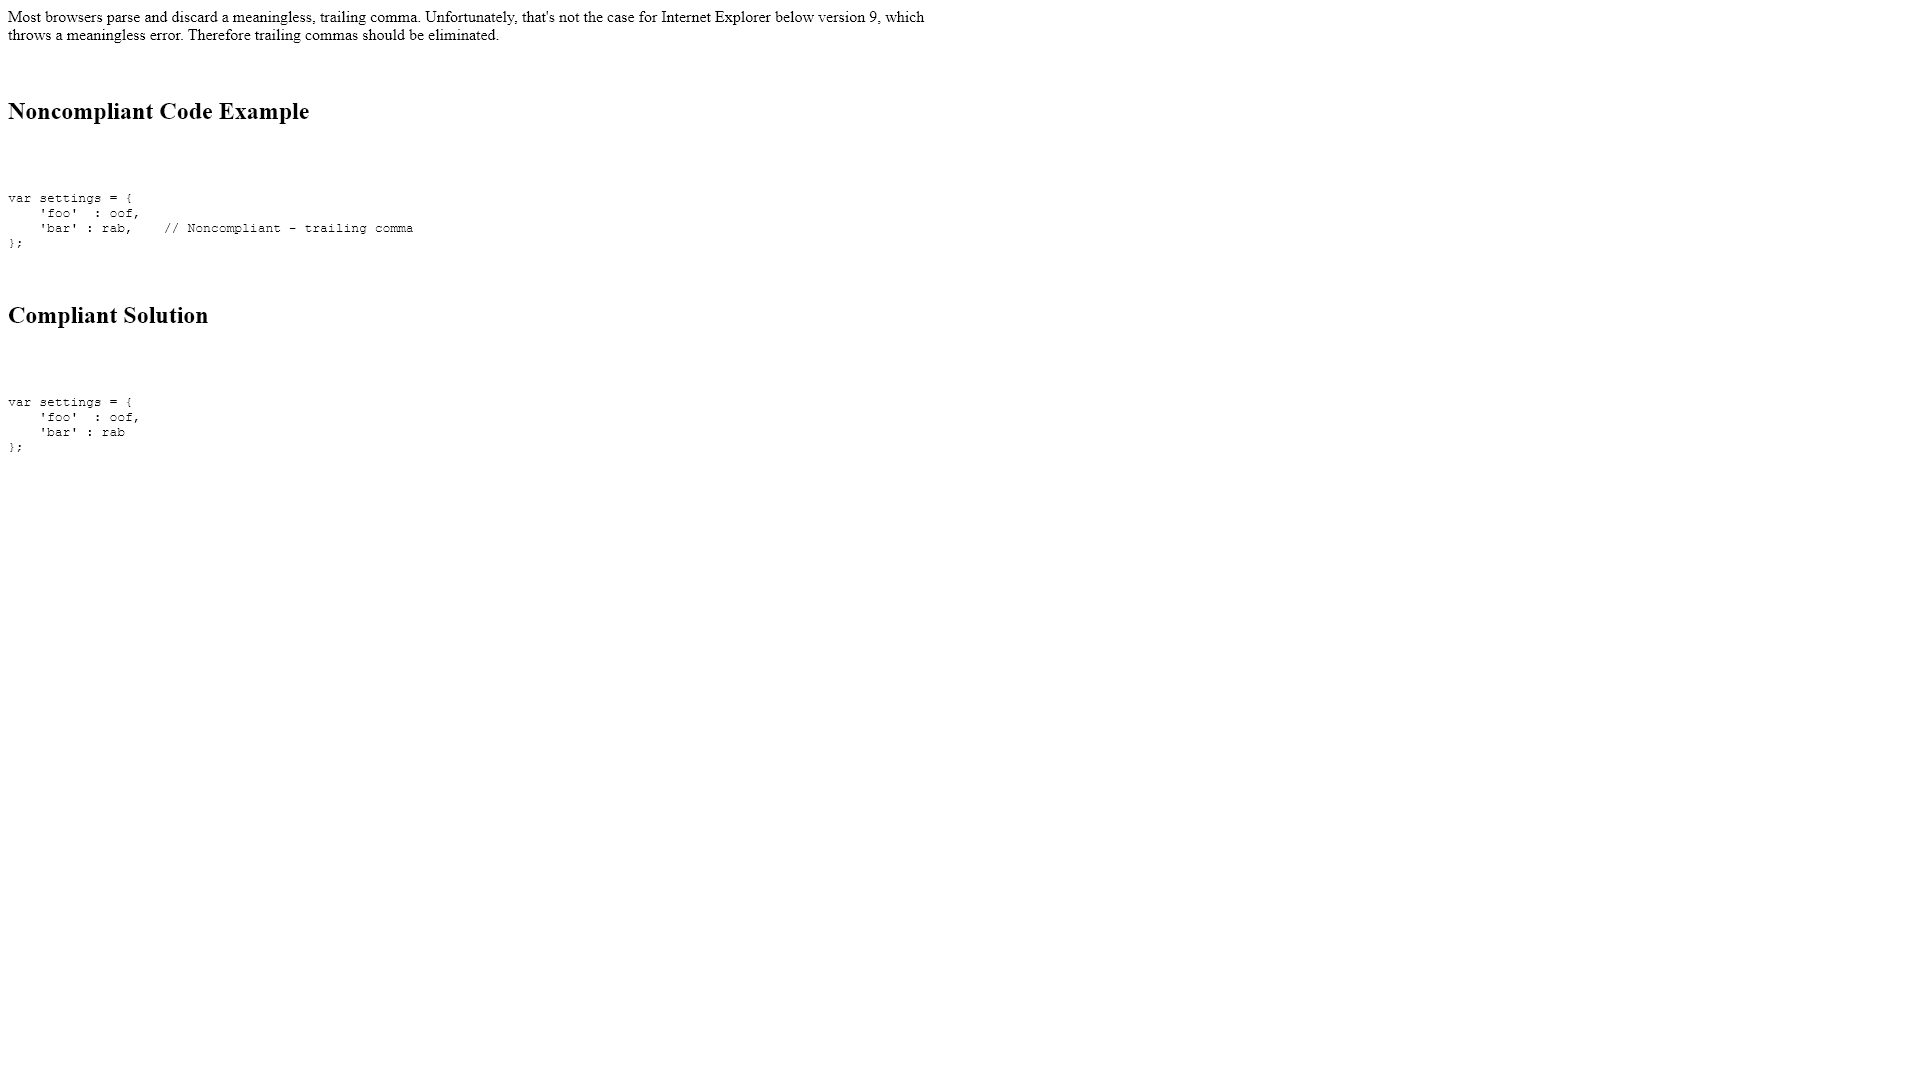 Most browsers parse and discard a meaningless, trailing comma. Unfortunately, that's not the case for Internet Explorer below version 9, which
throws a meaningless error. Therefore trailing commas should be eliminated.
Noncompliant Code Example
var settings = {
    'foo'  : oof,
    'bar' : rab,    // Noncompliant - trailing comma
};
Compliant Solution
var settings = {
    'foo'  : oof,
    'bar' : rab
};